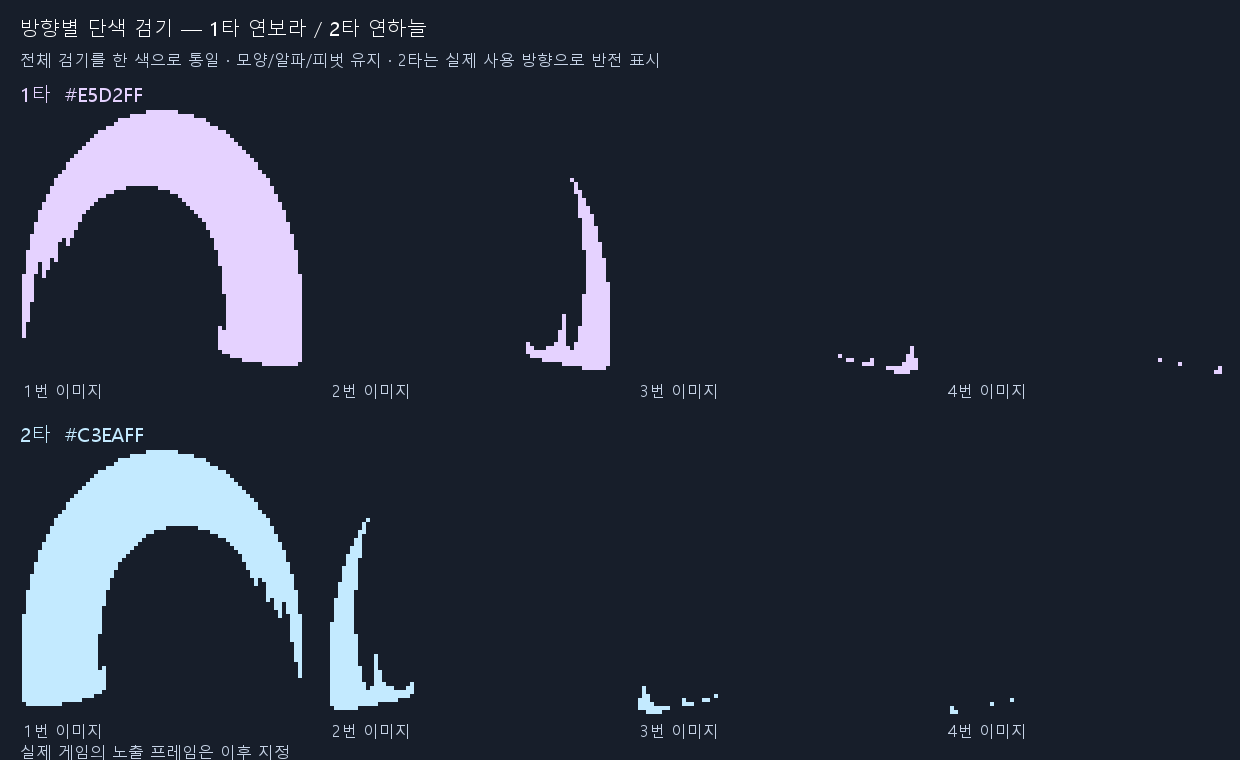 방향별 단색 검기 — 1타 연보라 / 2타 연하늘
전체 검기를 한 색으로 통일 · 모양/알파/피벗 유지 · 2타는 실제 사용 방향으로 반전 표시
1타 #E5D2FF
1번 이미지 2번 이미지 3번 이미지 4번 이미지
2타 #C3EAFF
1번 이미지 2번 이미지 3번 이미지 4번 이미지
실제 게임의 노출 프레임은 이후 지정